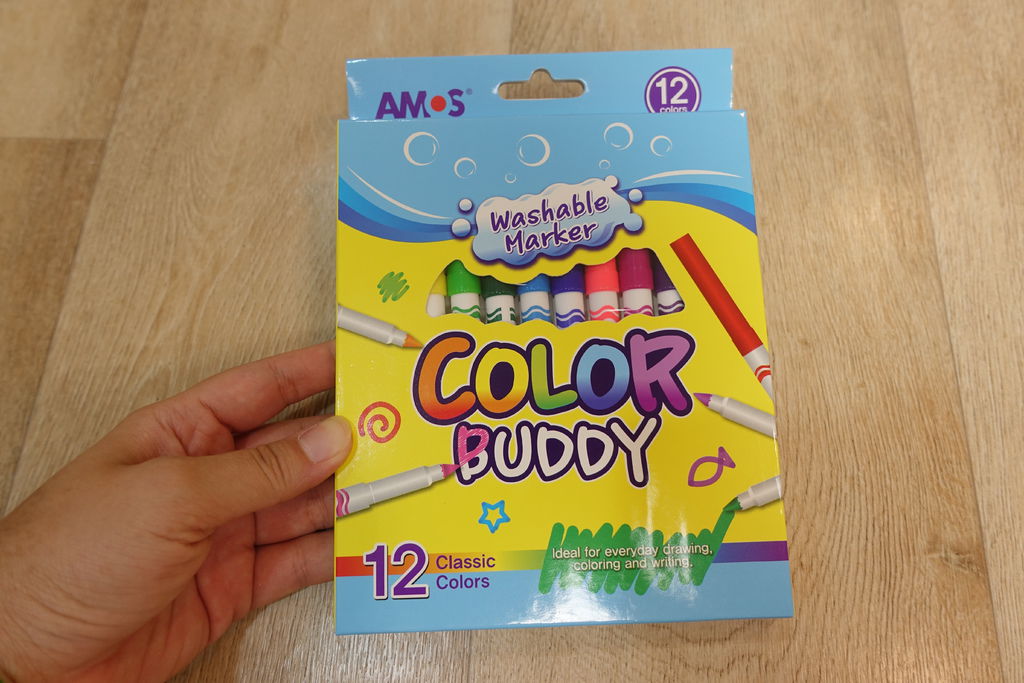 AMOS®
12
colors
Washable
Marker
COLOR
BUDDY
12
Classic
Colors
Ideal for everyday drawing,
coloring and writing.